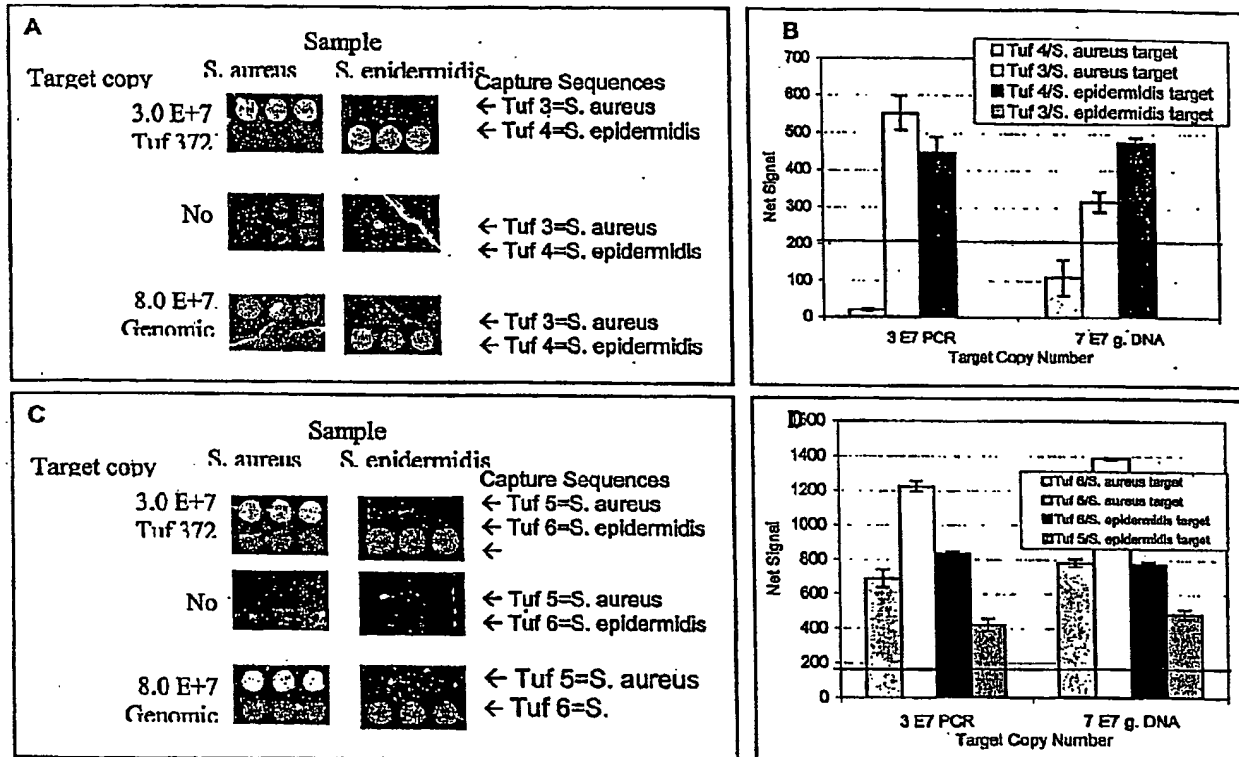 A
Sample
Target copy
S. aureus S. epidermidis
Capture Sequences
3.0 E+7
Tuf 372
← Tuf 3=S. aureus
← Tuf 4=S. epidermidis
No
← Tuf 3=S. aureus
← Tuf 4=S. epidermidis
8.0 E+7
Genomic
← Tuf 3=S. aureus
← Tuf 4=S. epidermidis
B
700
600
500
400
300
200
100
0
Net Signal
Tuf 4/S. aureus target
Tuf 3/S. aureus target
Tuf 4/S. epidermidis target
Tuf 3/S. epidermidis target
3 E7 PCR 7 E7 g. DNA
Target Copy Number
C
Sample
Target copy
S. aureus S. epidermidis
Capture Sequences
3.0 E+7
Tuf 372
← Tuf 5=S. aureus
← Tuf 6=S. epidermidis
←
No
← Tuf 5=S. aureus
← Tuf 6=S. epidermidis
8.0 E+7
Genomic
← Tuf 5=S. aureus
← Tuf 6=S.
D
1600
1400
1200
1000
800
600
400
200
0
Net Signal
Tuf 6/S. aureus target
Tuf 5/S. aureus target
Tuf 6/S. epidermidis target
Tuf 5/S. epidermidis target
3 E7 PCR 7 E7 g. DNA
Target Copy Number